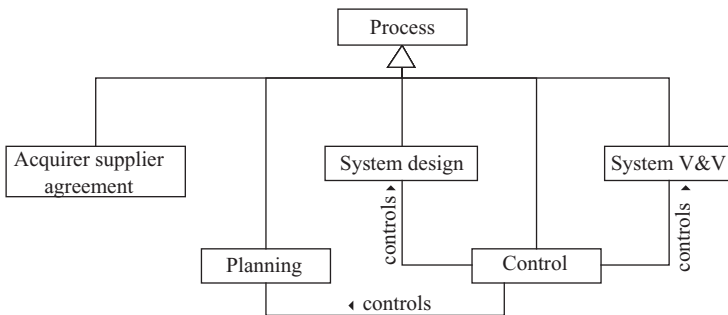 Process
Acquirer supplier
agreement
System design
System V&V
controls
controls
Planning
Control
controls